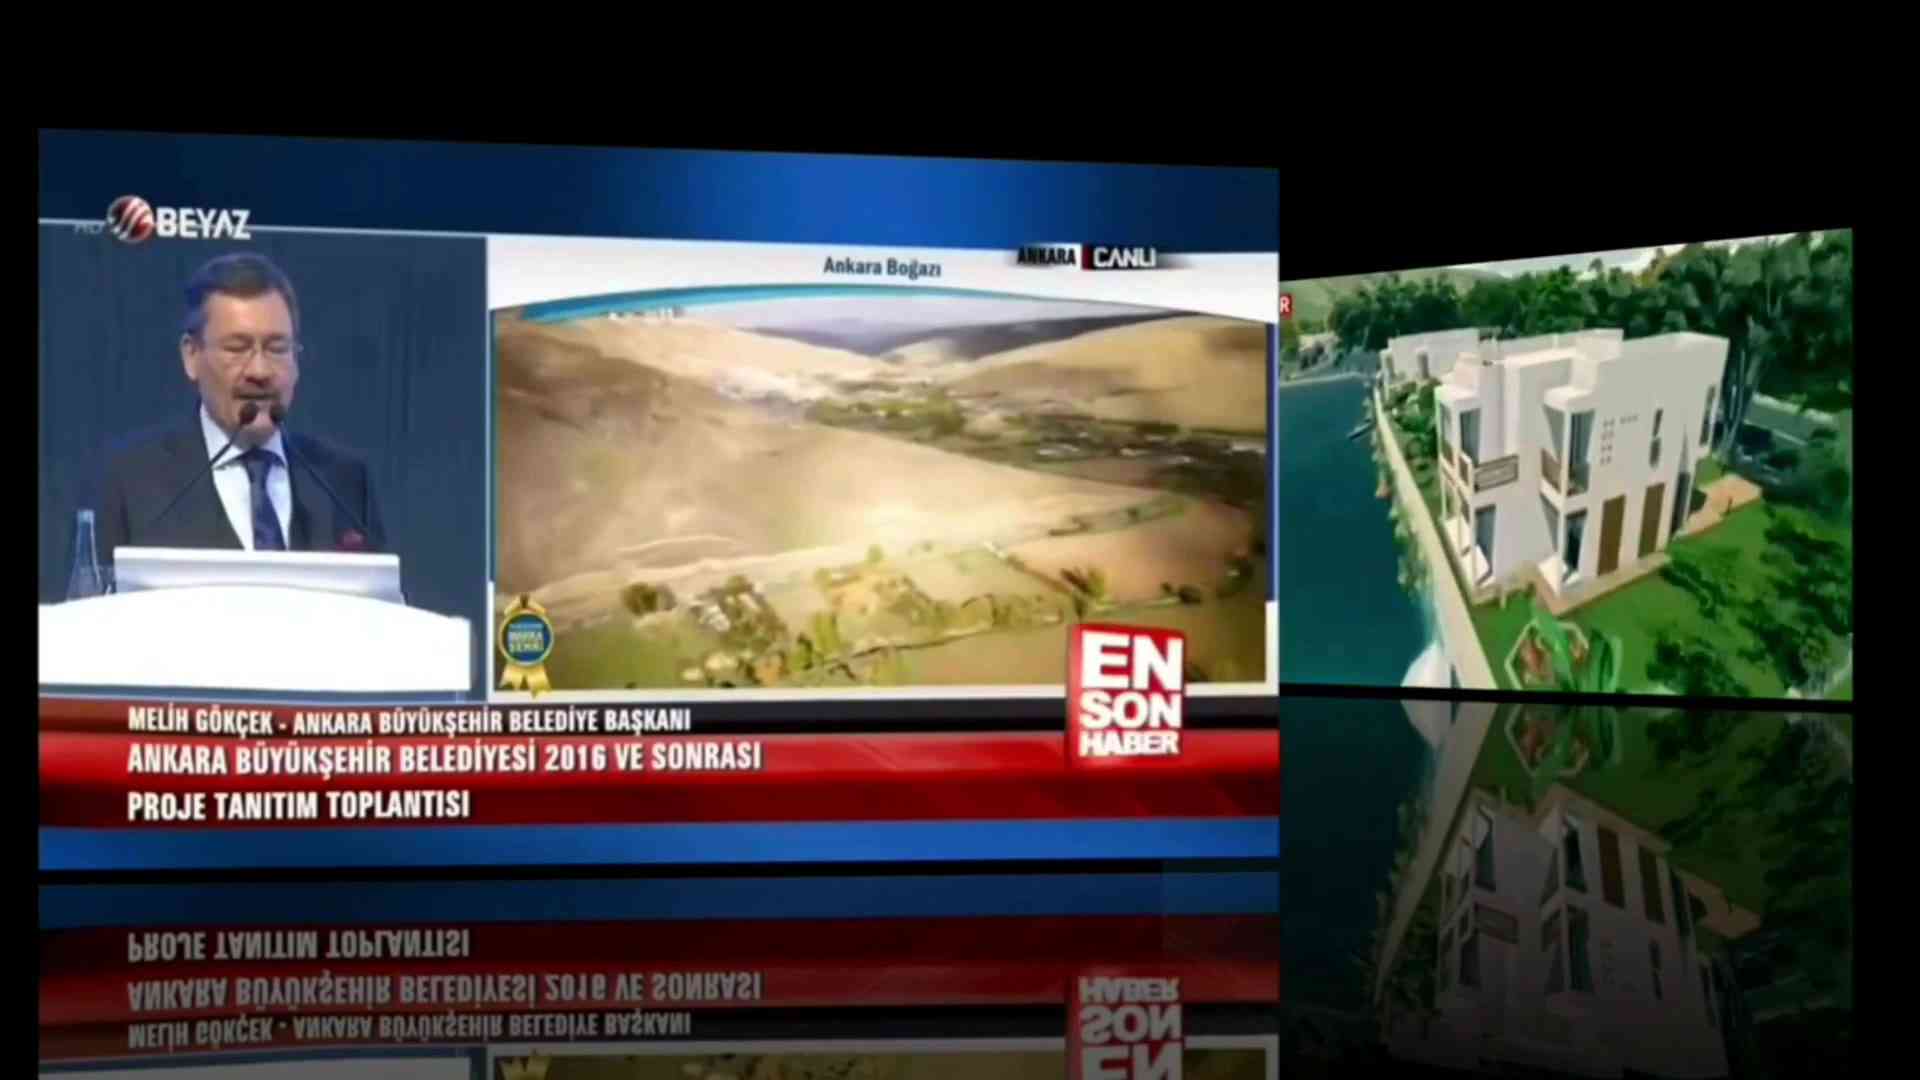 HD BEYAZ
Ankara Boğazı
ANKARA CANLI
R
EN
SON
HABER
MELİH GÖKÇEK - ANKARA BÜYÜKŞEHİR BELEDİYE BAŞKANI
ANKARA BÜYÜKŞEHİR BELEDİYESİ 2016 VE SONRASI
PROJE TANITIM TOPLANTISI